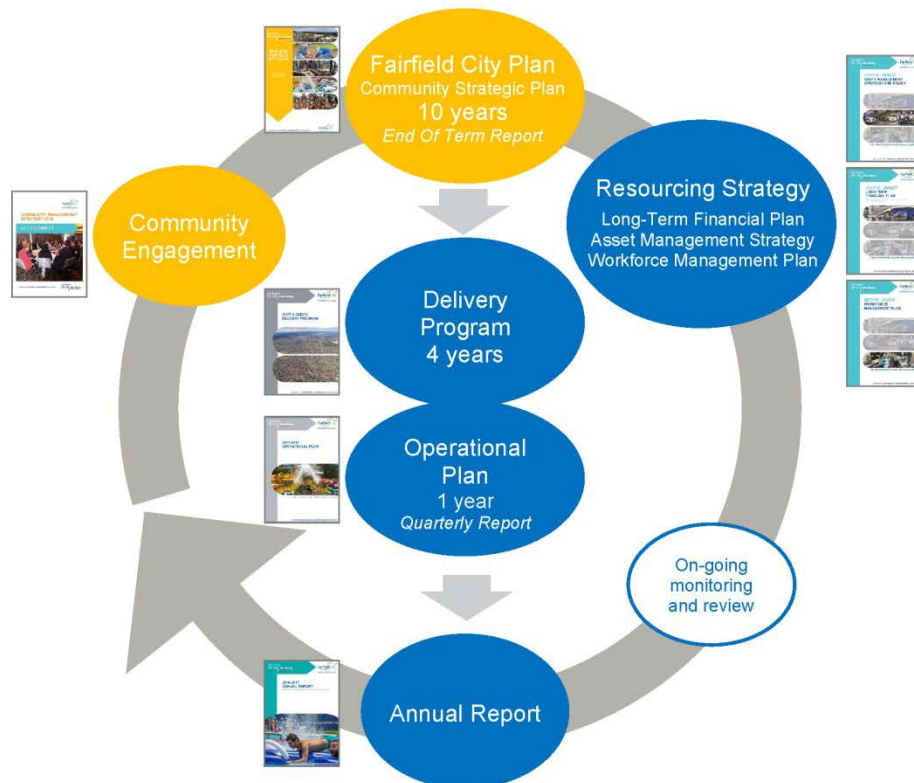 Fairfield City Plan
Community Strategic Plan
10 years
End Of Term Report
Community
Engagement
Resourcing Strategy
Long-Term Financial Plan
Asset Management Strategy
Workforce Management Plan
Delivery
Program
4 years
Operational
Plan
1 year
Quarterly Report
On-going
monitoring
and review
Annual Report